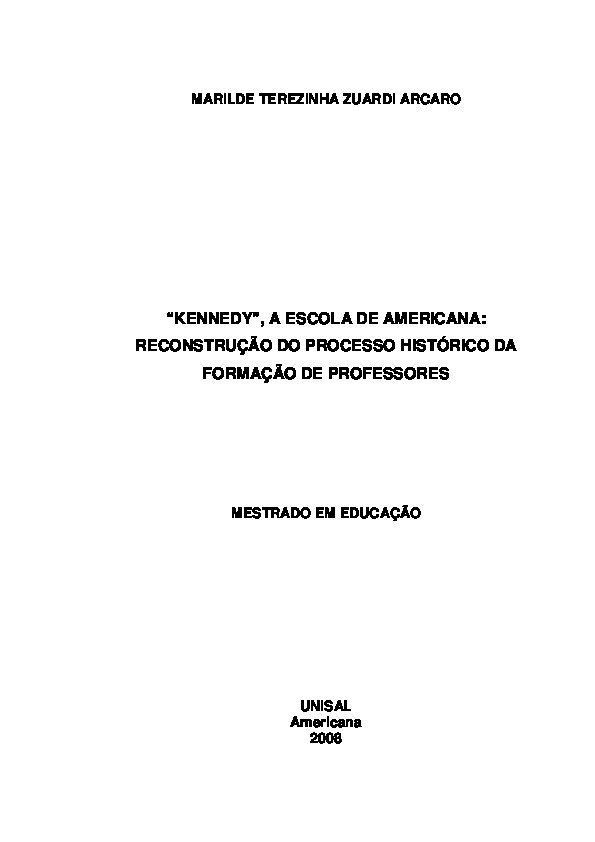 MARILDE TEREZINHA ZUARDI ARCARO
“KENNEDY”, A ESCOLA DE AMERICANA:
RECONSTRUÇÃO DO PROCESSO HISTÓRICO DA
FORMAÇÃO DE PROFESSORES
MESTRADO EM EDUCAÇÃO
UNISAL
Americana
2008